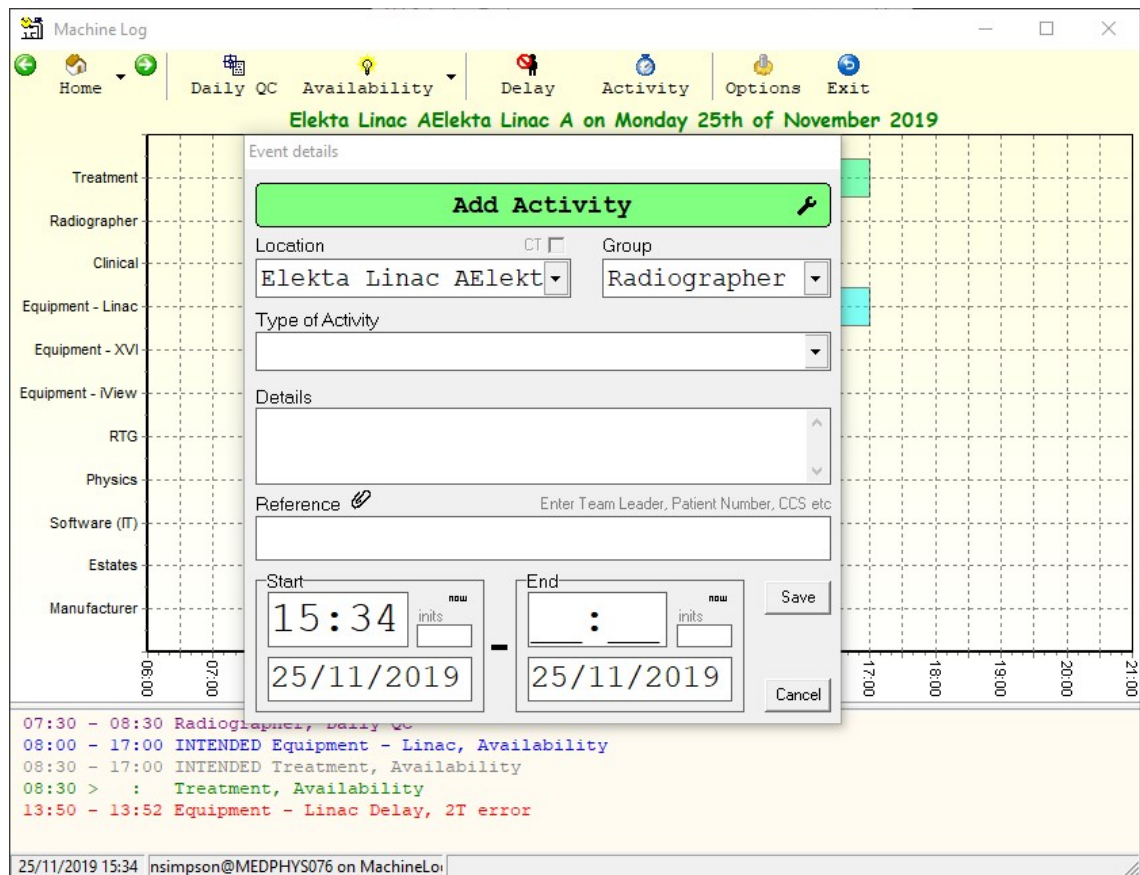 Machine Log
Home Daily QC Availability Delay Activity Options Exit
Elekta Linac AElekta Linac A on Monday 25th of November 2019
Event details
Add Activity
Location CT Group
Elekta Linac AElekt Radiographer
Type of Activity
Details
Reference Enter Team Leader, Patient Number, CCS etc
Start End
15:34 now inits __:__ now inits Save
25/11/2019 - 25/11/2019 Cancel
Treatment
Radiographer
Clinical
Equipment - Linac
Equipment - XVI
Equipment - iView
RTG
Physics
Software (IT)
Estates
Manufacturer
06:00 07:00 17:00 18:00 19:00 20:00 21:00
07:30 - 08:30 Radiographer, Daily QC
08:00 - 17:00 INTENDED Equipment - Linac, Availability
08:30 - 17:00 INTENDED Treatment, Availability
08:30 > : Treatment, Availability
13:50 - 13:52 Equipment - Linac Delay, 2T error
25/11/2019 15:34 nsimpson@MEDPHYS076 on MachineLo